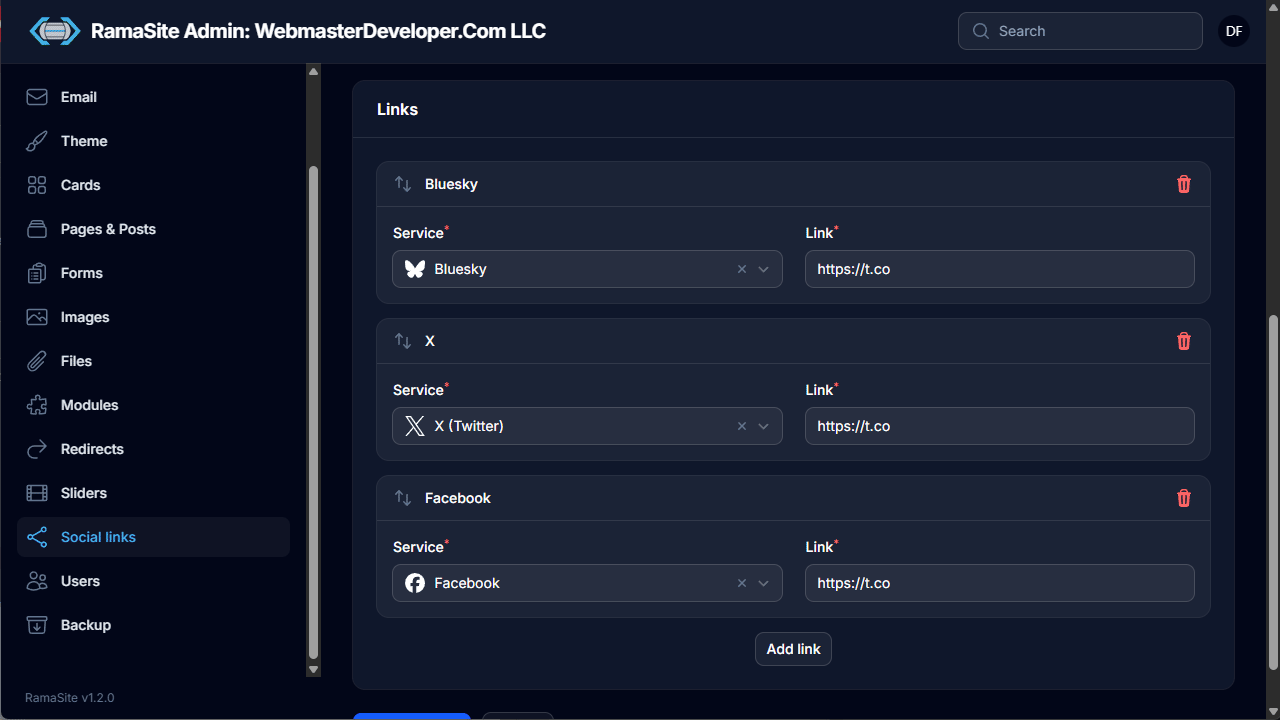 RamaSite Admin: WebmasterDeveloper.Com LLC
Search
DF
Email
Theme
Cards
Pages & Posts
Forms
Images
Files
Modules
Redirects
Sliders
Social links
Users
Backup
RamaSite v1.2.0
Links
Bluesky
Service* Link*
Bluesky https://t.co
X
Service* Link*
X (Twitter) https://t.co
Facebook
Service* Link*
Facebook https://t.co
Add link